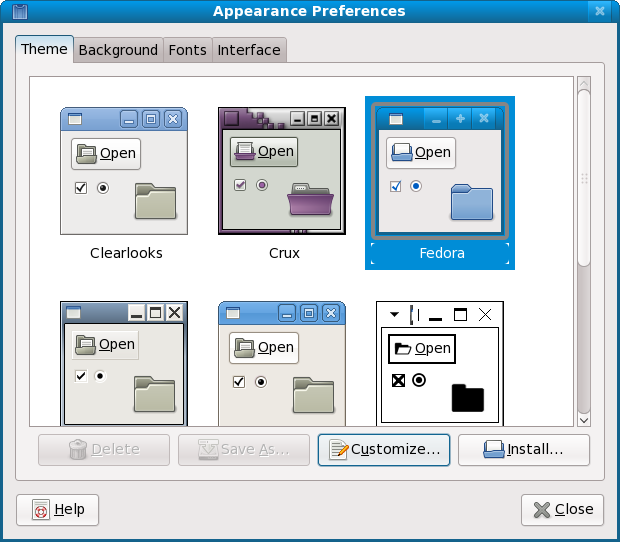 Appearance Preferences
Theme Background Fonts Interface
Open Open Open
Clearlooks Crux Fedora
Open Open Open
Delete Save As... Customize... Install...
Help Close